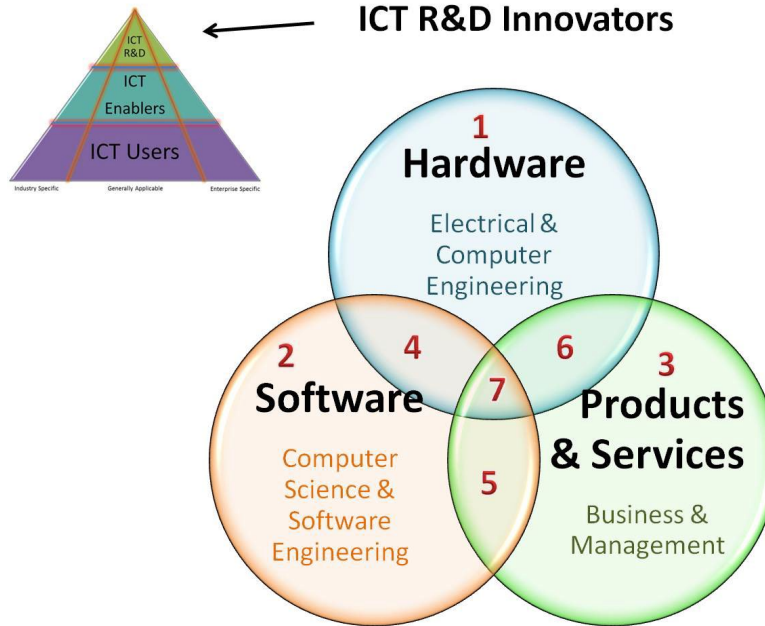 ICT R&D Innovators
ICT
R&D
ICT
Enablers
ICT Users
Industry Specific
Generally Applicable
Enterprise Specific
1
Hardware
Electrical &
Computer
Engineering
2
4
6
3
7
Software
Products
& Services
5
Computer
Science &
Software
Engineering
Business &
Management